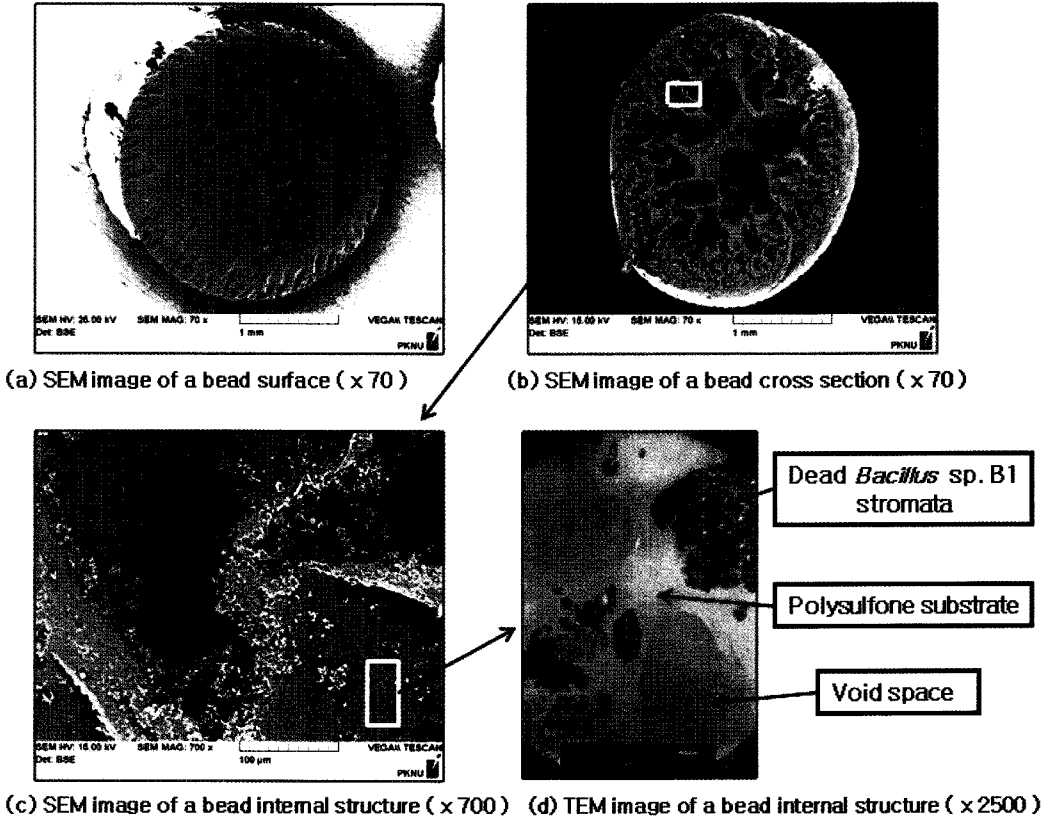 SEM HV: 25.00 kV SEM MAG: 70 x VEGA\\ TESCAN
Det: BSE 1 mm
PKNU
SEM HV: 15.00 kV SEM MAG: 70 x VEGA\\ TESCAN
Det: BSE 1 mm
PKNU
(a) SEM image of a bead surface ( x 70 )
(b) SEM image of a bead cross section ( x 70 )
SEM HV: 15.00 kV SEM MAG: 700 x VEGA\\ TESCAN
Det: BSE 100 µm
PKNU
Dead Bacillus sp. B1
stromata
Polysulfone substrate
Void space
(c) SEM image of a bead internal structure ( x 700 )
(d) TEM image of a bead internal structure ( x 2500 )